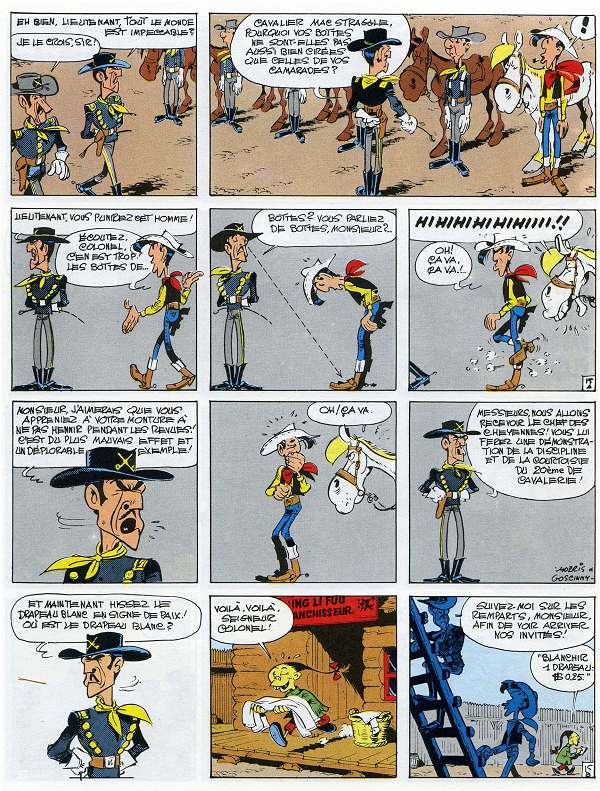 EH BIEN, LIEUTENANT, TOUT LE MONDE
EST IMPECCABLE?
JE LE CROIS, SIR!
CAVALIER MAC STRAGGLE,
POURQUOI VOS BOTTES
NE SONT-ELLES PAS
AUSSI BIEN CIRÉES
QUE CELLES DE VOS
CAMARADES?
!
LIEUTENANT, VOUS PUNIREZ CET HOMME!
ÉCOUTEZ,
COLONEL,
C'EN EST TROP!
LES BOTTES DE...
BOTTES? VOUS PARLIEZ
DE BOTTES, MONSIEUR?..
HIHIHIHIHIHIIII!!
OH!
ÇA VA,
ÇA VA!..
MONSIEUR, J'AIMERAIS QUE VOUS
APPRENIEZ À VOTRE MONTURE À
NE PAS HENNIR PENDANT LES REVUES!
C'EST DU PLUS MAUVAIS EFFET ET
UN DÉPLORABLE EXEMPLE!
OH! ÇA VA.
MESSIEURS, NOUS ALLONS
RECEVOIR LE CHEF DES
CHEYENNES! VOUS LUI
FEREZ UNE DÉMONSTRA-
TION DE LA DISCIPLINE
ET DE LA COURTOISIE
DU 20ème DE
CAVALERIE!
MORRIS
GOSCINNY
ET MAINTENANT HISSEZ LE
DRAPEAU BLANC EN SIGNE DE PAIX!
OÙ EST LE DRAPEAU BLANC?
VOILÀ, VOILÀ,
SEIGNEUR
COLONEL!
ING LI FOO
ANCHISSEUR
SUIVEZ-MOI SUR LES
REMPARTS, MONSIEUR,
AFIN DE VOIR ARRIVER
NOS INVITÉS!
"BLANCHIR
1 DRAPEAU:
$ 0,25."